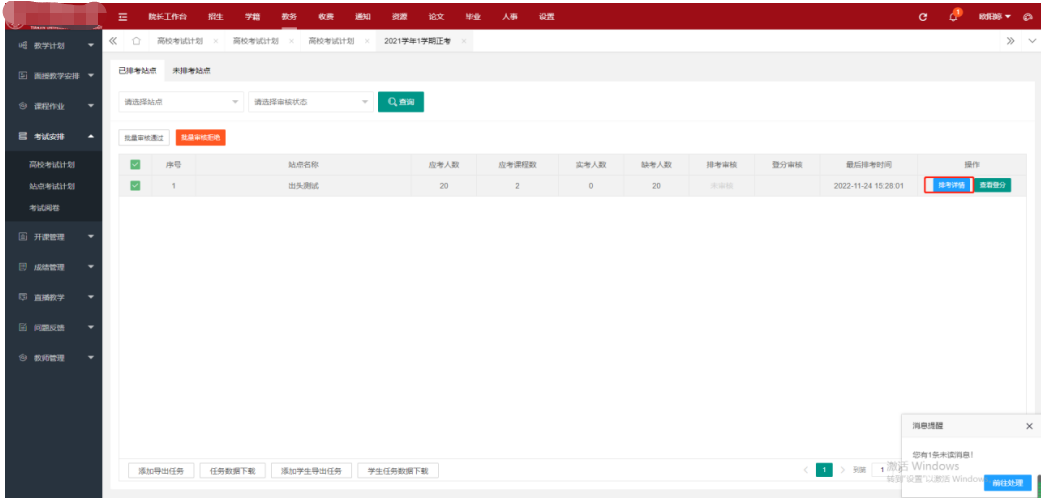 院长工作台 招生 学籍 教务 收费 通知 资源 论文 毕业 人事 设置
1
教学计划
面授教学安排
课程作业
考试安排
高校考试计划
站点考试计划
考试阅卷
开课管理
成绩管理
直播教学
问题反馈
教师管理
高校考试计划 × 高校考试计划 × 高校考试计划 × 2021学年1学期正考 ×
已排考站点 未排考站点
请选择站点 请选择审核状态 查询
批量审核通过 批量审核拒绝
序号 站点名称 应考人数 应考课程数 实考人数 缺考人数 排考审核 登分审核 最后排考时间 操作
1 出头测试 20 2 0 20 未审核 2022-11-24 15:28:01 排考详情 查看登分
添加导出任务 任务数据下载 添加学生导出任务 学生任务数据下载
< 1 > 到第 1
消息提醒 ×
您有1条未读消息!
激活 Windows
转到"设置"以激活 Window
前往处理